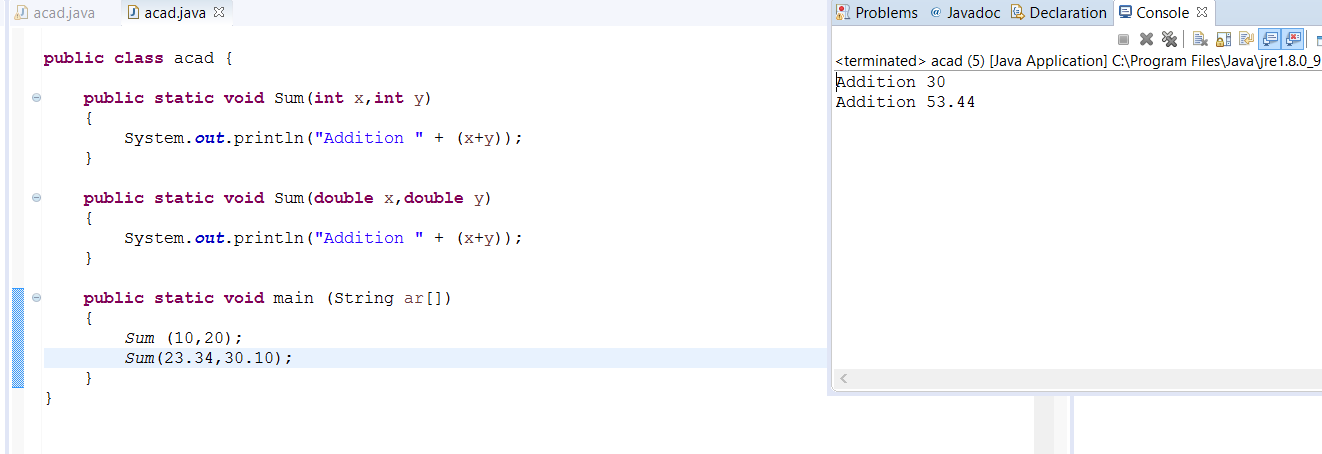 acad.java
acad.java
public class acad {
public static void Sum(int x,int y)
{
System.out.println("Addition " + (x+y));
}
public static void Sum(double x,double y)
{
System.out.println("Addition " + (x+y));
}
public static void main (String ar[])
{
Sum (10,20);
Sum(23.34,30.10);
}
}
Problems @ Javadoc Declaration Console
<terminated> acad (5) [Java Application] C:\Program Files\Java\jre1.8.0_9
Addition 30
Addition 53.44